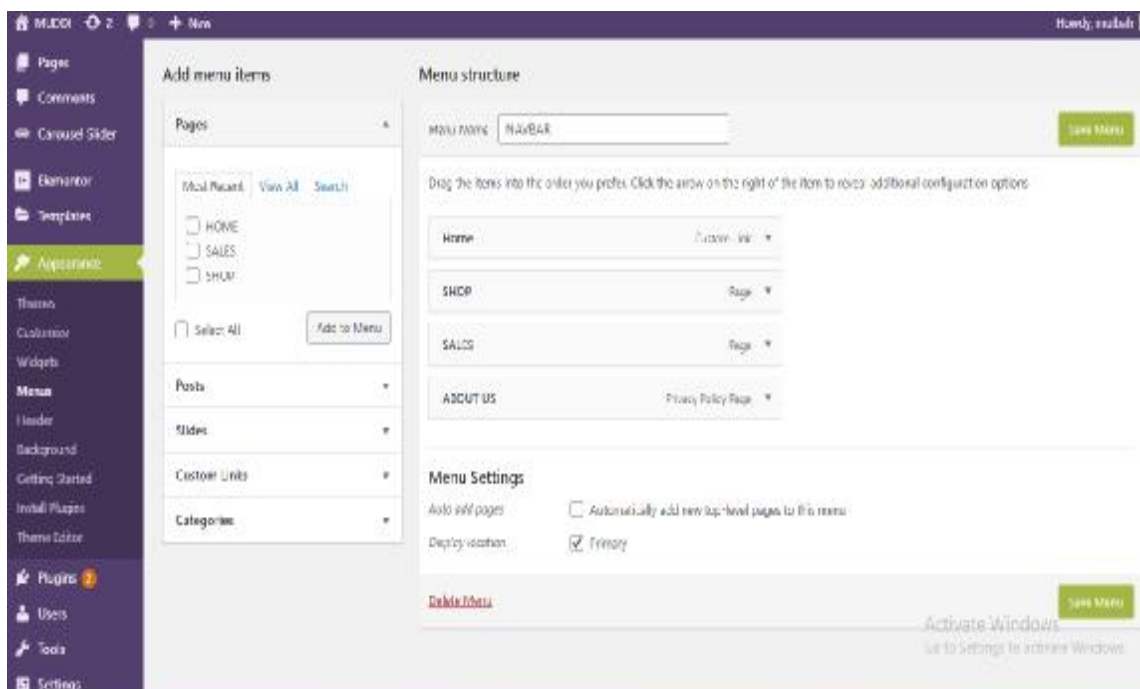 MUDDI 2 + New
Howdy, mubah
Pages
Comments
Carousel Slider
Elementor
Templates
Appearance
Themes
Customize
Widgets
Menus
Header
Background
Getting Started
Install Plugins
Theme Editor
Plugins 2
Users
Tools
Settings
Add menu items
Pages
Most Recent View All Search
HOME
SALES
SHOP
Select All
Add to Menu
Posts
Slides
Custom Links
Categories
Menu structure
Menu Name NAVBAR
Save Menu
Drag the items into the order you prefer. Click the arrow on the right of the item to reveal additional configuration options.
Home Custom Link
SHOP Page
SALES Page
ABOUT US Privacy Policy Page
Menu Settings
Auto add pages Automatically add new top-level pages to this menu
Display location Primary
Delete Menu
Save Menu
Activate Windows
Go to Settings to activate Windows.